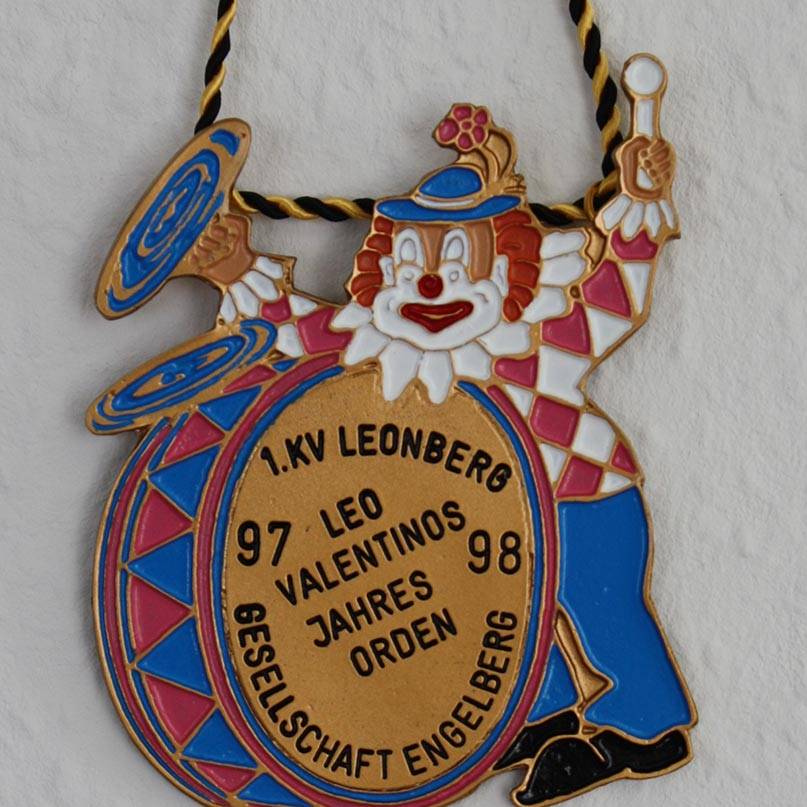 1.KV LEONBERG
97 98
LEO
VALENTINOS
JAHRES
ORDEN
GESELLSCHAFT ENGELBERG